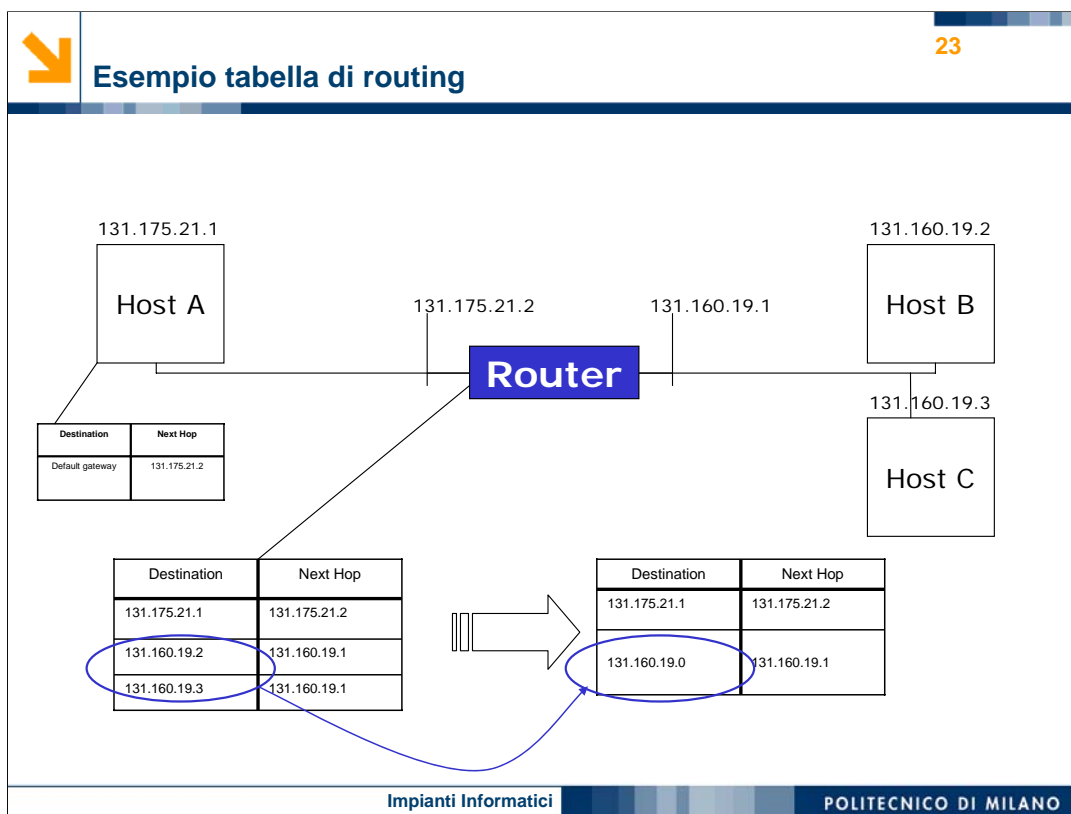 23
Esempio tabella di routing
131.175.21.1
131.160.19.2
Host A
131.175.21.2
131.160.19.1
Host B
Router
131.160.19.3
Host C
Destination Next Hop
Default gateway 131.175.21.2
Destination Next Hop
131.175.21.1 131.175.21.2
131.160.19.2 131.160.19.1
131.160.19.3 131.160.19.1
Destination Next Hop
131.175.21.1 131.175.21.2
131.160.19.0 131.160.19.1
Impianti Informatici
POLITECNICO DI MILANO